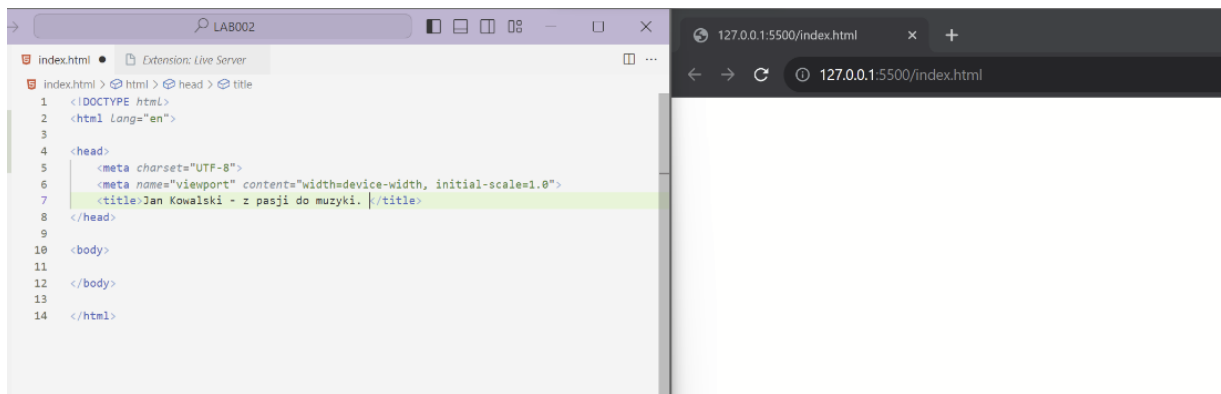 LAB002
index.html Extension: Live Server
index.html > html > head > title
1 <!DOCTYPE html>
2 <html lang="en">
3
4 <head>
5 <meta charset="UTF-8">
6 <meta name="viewport" content="width=device-width, initial-scale=1.0">
7 <title>Jan Kowalski - z pasji do muzyki. </title>
8 </head>
9
10 <body>
11
12 </body>
13
14 </html>
127.0.0.1:5500/index.html
127.0.0.1:5500/index.html